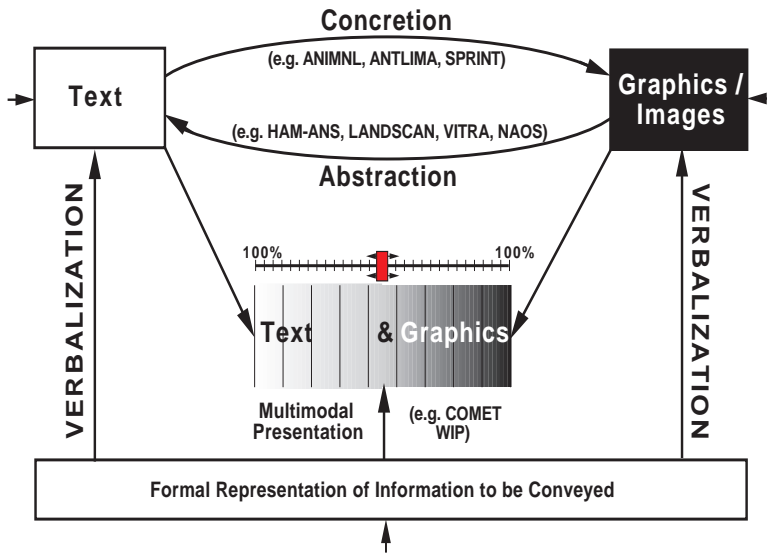 Concretion
(e.g. ANIMNL, ANTLIMA, SPRINT)
Text
Graphics /
Images
(e.g. HAM-ANS, LANDSCAN, VITRA, NAOS)
Abstraction
VERBALIZATION
VERBALIZATION
100%
100%
Text & Graphics
Multimodal
Presentation
(e.g. COMET
WIP)
Formal Representation of Information to be Conveyed